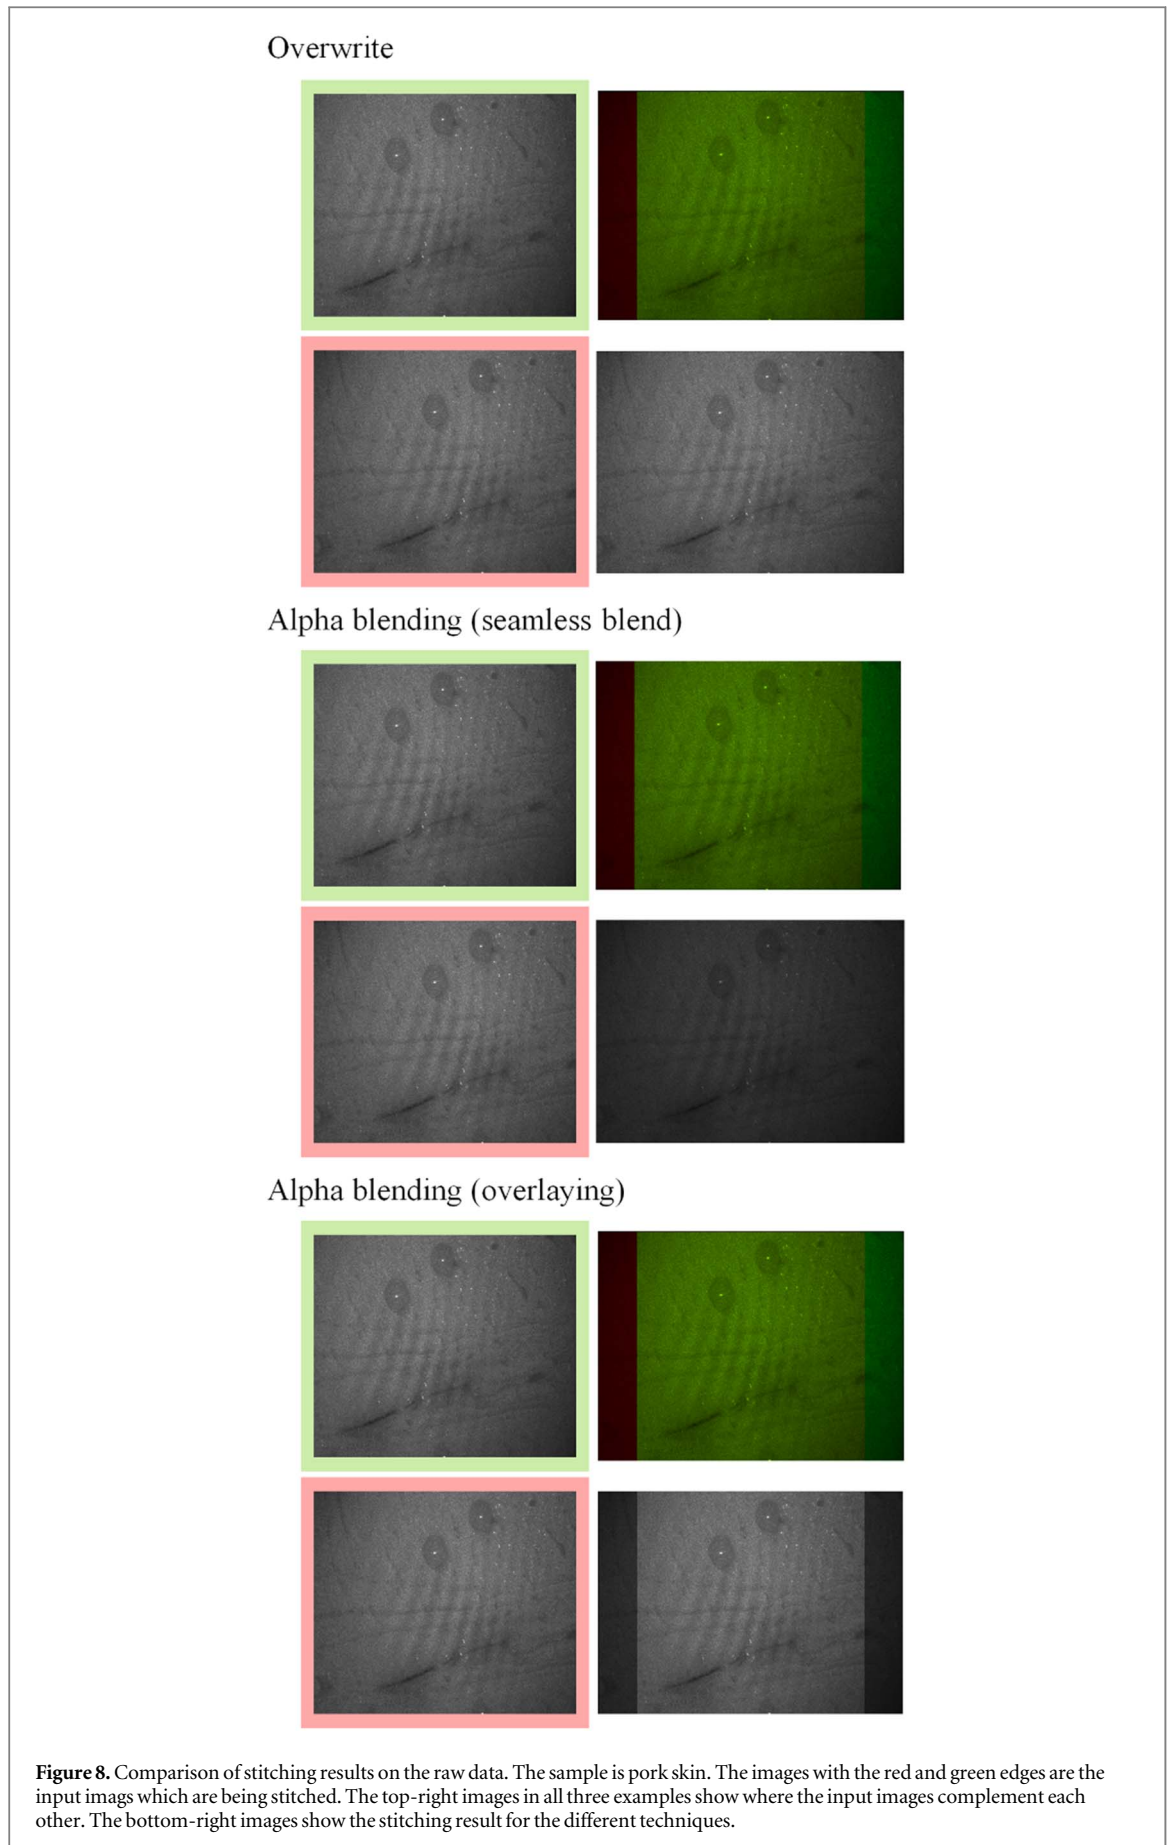 Overwrite
Alpha blending (seamless blend)
Alpha blending (overlaying)
Figure 8. Comparison of stitching results on the raw data. The sample is pork skin. The images with the red and green edges are the
input imags which are being stitched. The top-right images in all three examples show where the input images complement each
other. The bottom-right images show the stitching result for the different techniques.